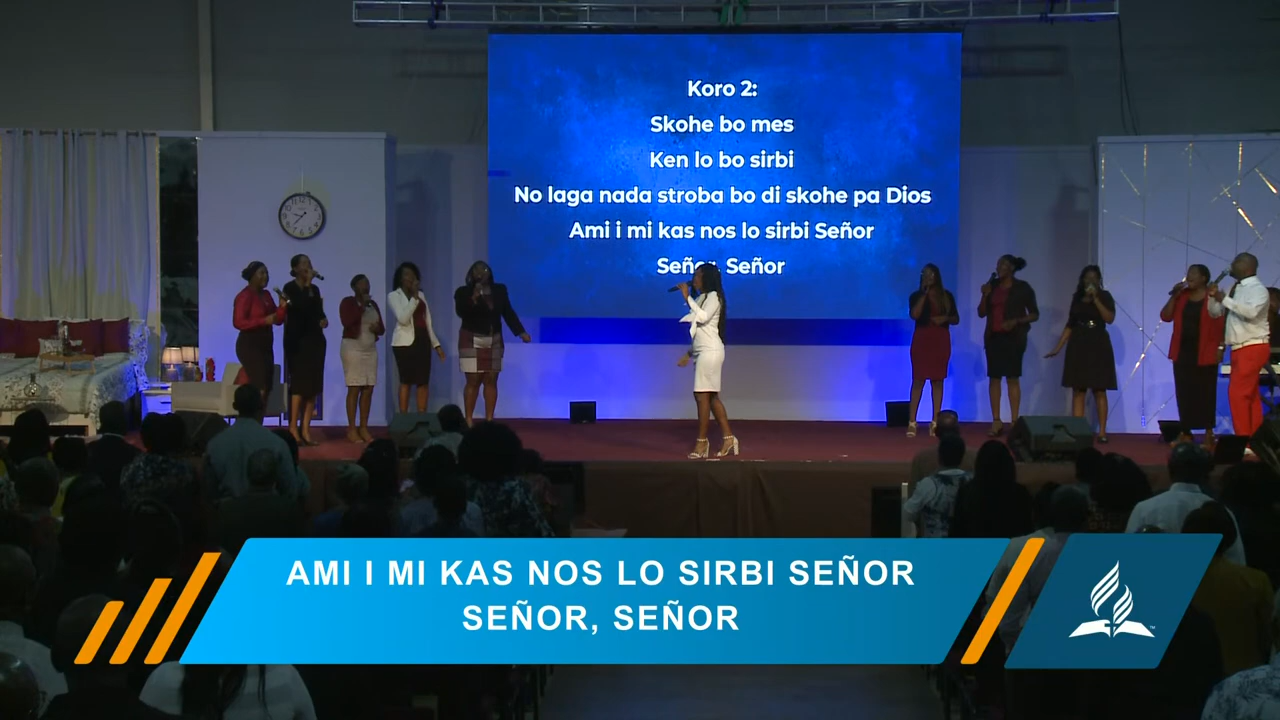 Koro 2:
Skohe bo mes
Ken lo bo sirbi
No laga nada stroba bo di skohe pa Dios
Ami i mi kas nos lo sirbi Señor
Señor, Señor
AMI I MI KAS NOS LO SIRBI SEÑOR
SEÑOR, SEÑOR